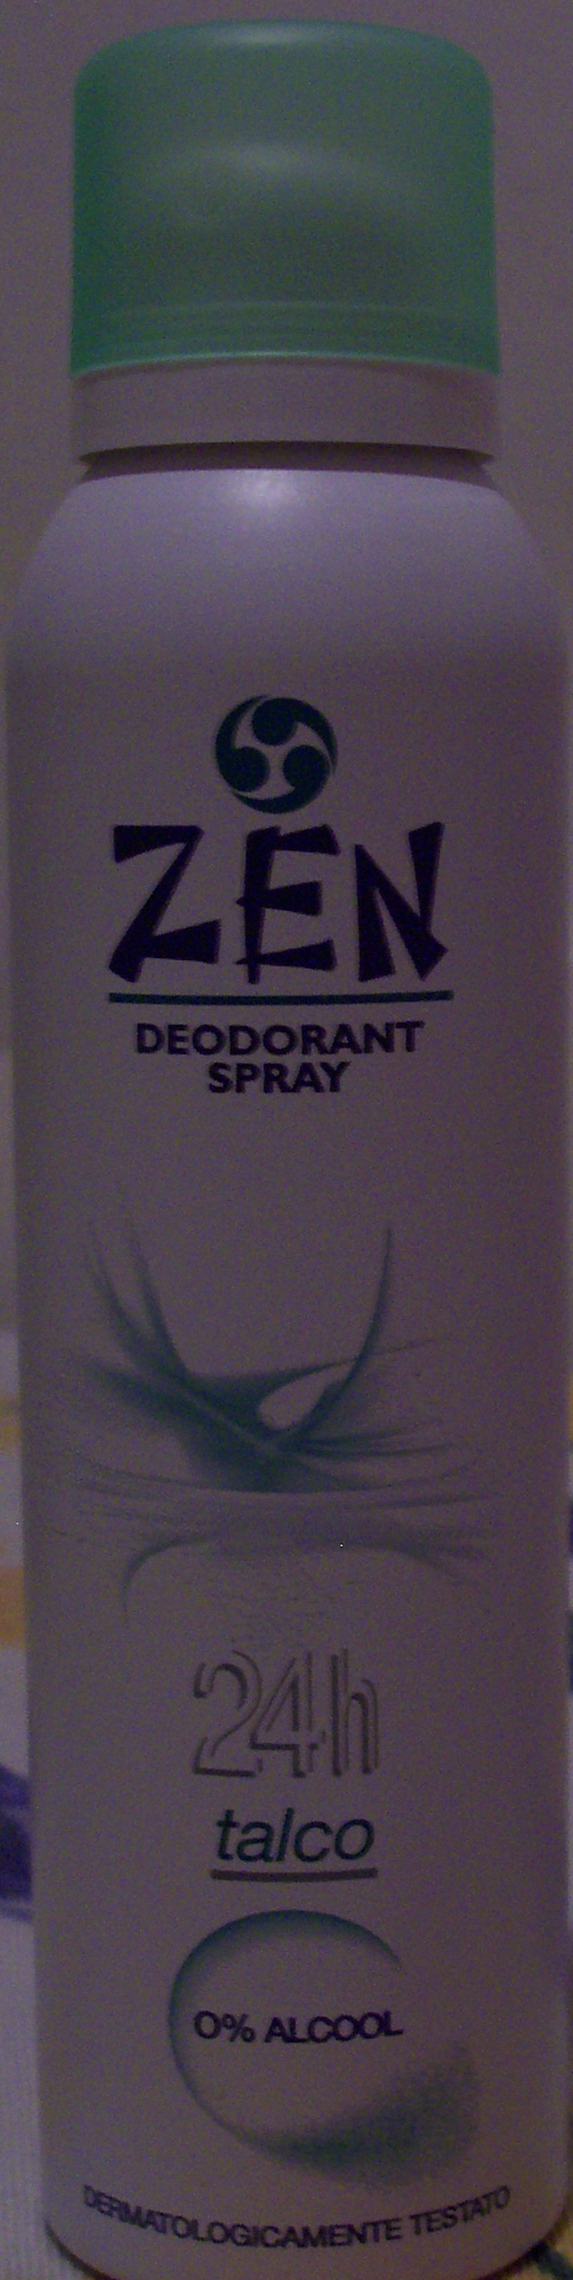 ZEN
DEODORANT
SPRAY
24h
talco
0% ALCOOL
DERMATOLOGICAMENTE TESTATO